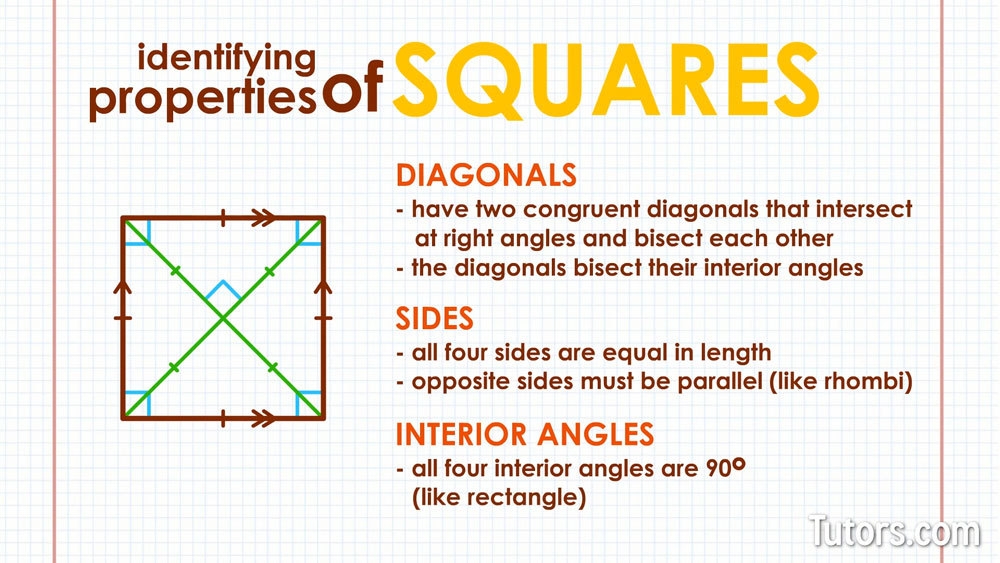 identifying
properties of SQUARES
DIAGONALS
- have two congruent diagonals that intersect
at right angles and bisect each other
- the diagonals bisect their interior angles
SIDES
- all four sides are equal in length
- opposite sides must be parallel (like rhombi)
INTERIOR ANGLES
- all four interior angles are 90º
(like rectangle)
Tutors.com